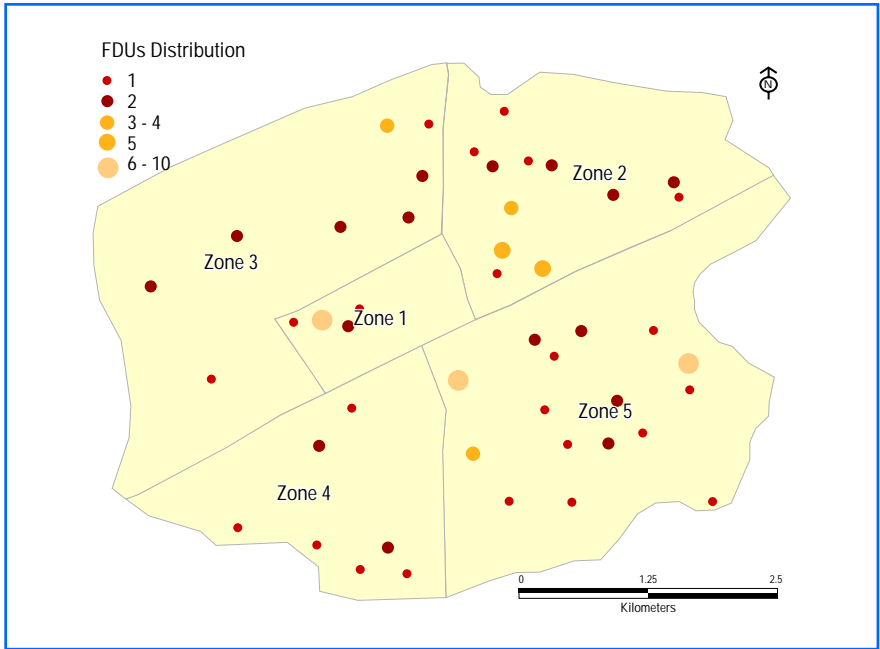 FDUs Distribution
1
2
3 - 4
5
6 - 10
N
Zone 2
Zone 3
Zone 1
Zone 5
Zone 4
0 1.25 2.5
Kilometers